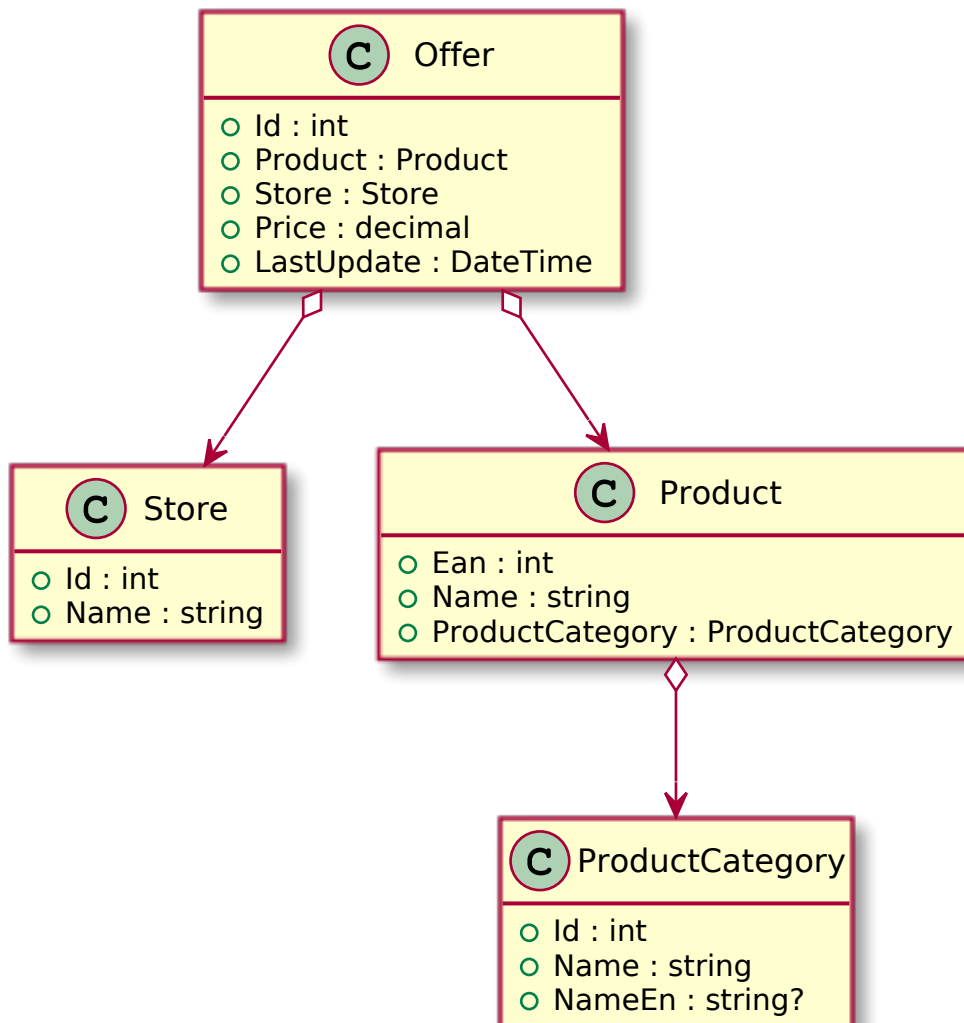 C Offer
Id : int
Product : Product
Store : Store
Price : decimal
LastUpdate : DateTime
C Store
Id : int
Name : string
C Product
Ean : int
Name : string
ProductCategory : ProductCategory
C ProductCategory
Id : int
Name : string
NameEn : string?